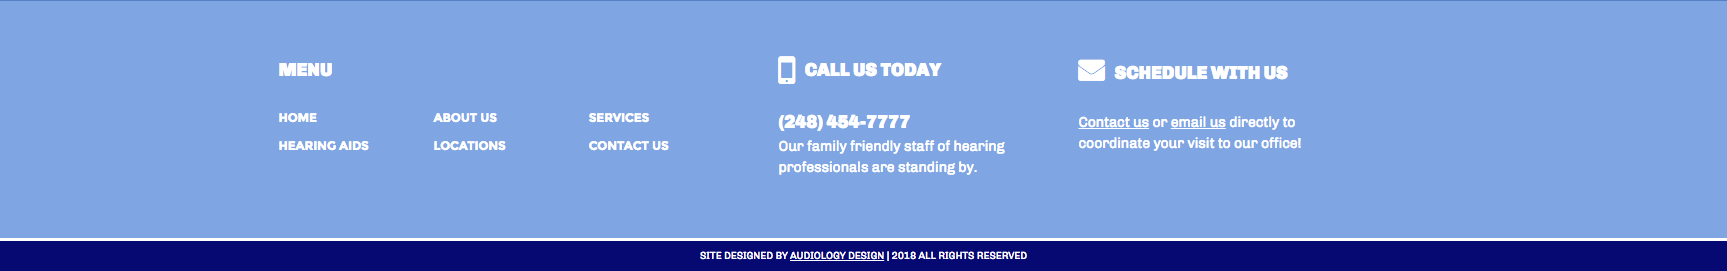 MENU
HOME
ABOUT US
SERVICES
HEARING AIDS
LOCATIONS
CONTACT US
CALL US TODAY
(248) 454-7777
Our family friendly staff of hearing
professionals are standing by.
SCHEDULE WITH US
Contact us or email us directly to
coordinate your visit to our office!
SITE DESIGNED BY AUDIOLOGY DESIGN | 2018 ALL RIGHTS RESERVED